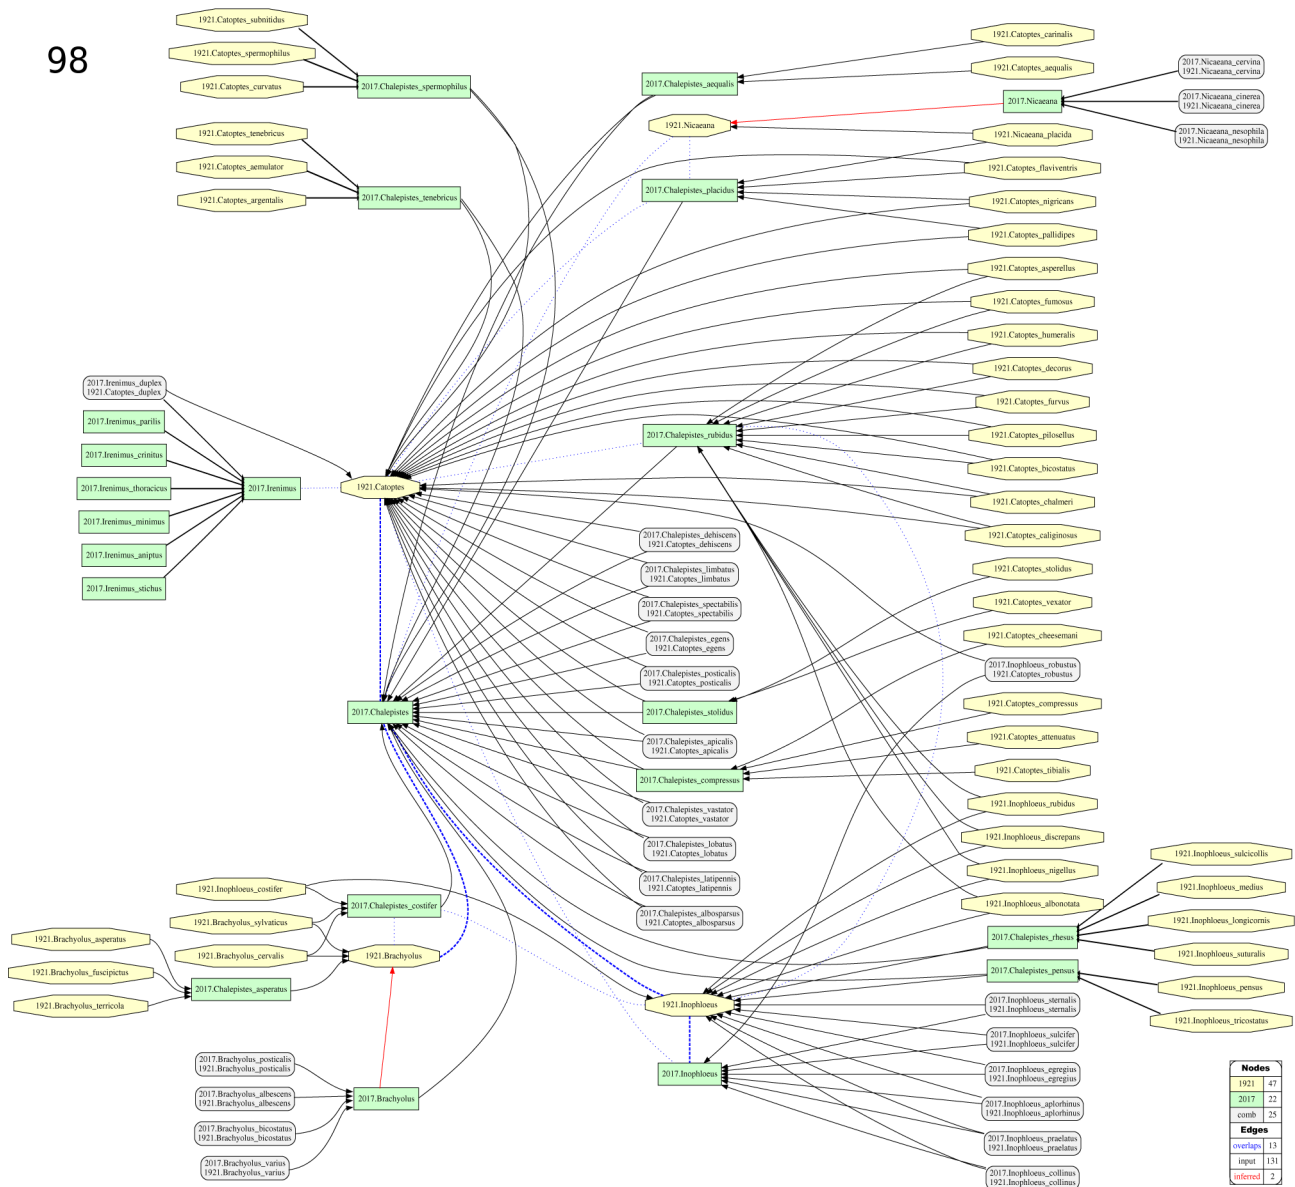 98
1921.Catoptes_subnitidus
1921.Catoptes_spermophilus
1921.Catoptes_curvatus
2017.Chalepistes_spermophilus
1921.Catoptes_tenebricus
1921.Catoptes_aemulator
1921.Catoptes_argentalis
2017.Chalepistes_tenebricus
2017.Chalepistes_aequalis
1921.Nicaeana
2017.Chalepistes_placidus
1921.Catoptes_carinalis
1921.Catoptes_aequalis
2017.Nicaeana
2017.Nicaeana_cervina
1921.Nicaeana_cervina
2017.Nicaeana_cinerea
1921.Nicaeana_cinerea
2017.Nicaeana_nesophila
1921.Nicaeana_nesophila
1921.Nicaeana_placida
1921.Catoptes_flaviventris
1921.Catoptes_nigricans
1921.Catoptes_pallidipes
1921.Catoptes_asperellus
1921.Catoptes_fumosus
1921.Catoptes_humeralis
1921.Catoptes_decorus
1921.Catoptes_furvus
1921.Catoptes_pilosellus
1921.Catoptes_bicostatus
1921.Catoptes_chalmeri
1921.Catoptes_caliginosus
1921.Catoptes_stolidus
1921.Catoptes_vexator
1921.Catoptes_cheesemani
2017.Inophloeus_robustus
1921.Catoptes_robustus
1921.Catoptes_compressus
1921.Catoptes_attenuatus
1921.Catoptes_tibialis
1921.Inophloeus_rubidus
1921.Inophloeus_discrepans
1921.Inophloeus_nigellus
1921.Inophloeus_albonotata
2017.Chalepistes_rhesus
2017.Chalepistes_pensus
2017.Inophloeus_sternalis
1921.Inophloeus_sternalis
2017.Inophloeus_sulcifer
1921.Inophloeus_sulcifer
2017.Inophloeus_egregius
1921.Inophloeus_egregius
2017.Inophloeus_aplorhinus
1921.Inophloeus_aplorhinus
2017.Inophloeus_praelatus
1921.Inophloeus_praelatus
2017.Inophloeus_collinus
1921.Inophloeus_collinus
1921.Inophloeus_sulcicollis
1921.Inophloeus_medius
1921.Inophloeus_longicornis
1921.Inophloeus_suturalis
1921.Inophloeus_pensus
1921.Inophloeus_tricostatus
2017.Irenimus_duplex
1921.Catoptes_duplex
2017.Irenimus_parilis
2017.Irenimus_crinitus
2017.Irenimus_thoracicus
2017.Irenimus_minimus
2017.Irenimus_aniptus
2017.Irenimus_stichus
2017.Irenimus
1921.Catoptes
2017.Chalepistes_rubidus
2017.Chalepistes_dehiscens
1921.Catoptes_dehiscens
2017.Chalepistes_limbatus
1921.Catoptes_limbatus
2017.Chalepistes_spectabilis
1921.Catoptes_spectabilis
2017.Chalepistes_egens
1921.Catoptes_egens
2017.Chalepistes_posticalis
1921.Catoptes_posticalis
2017.Chalepistes
2017.Chalepistes_stolidus
2017.Chalepistes_apicalis
1921.Catoptes_apicalis
2017.Chalepistes_compressus
2017.Chalepistes_vastator
1921.Catoptes_vastator
2017.Chalepistes_lobatus
1921.Catoptes_lobatus
2017.Chalepistes_latipennis
1921.Catoptes_latipennis
2017.Chalepistes_albosparsus
1921.Catoptes_albosparsus
1921.Inophloeus_costifer
1921.Brachyolus_sylvaticus
1921.Brachyolus_cervalis
2017.Chalepistes_costifer
1921.Brachyolus
1921.Brachyolus_asperatus
1921.Brachyolus_fuscipictus
1921.Brachyolus_terricola
2017.Chalepistes_asperatus
1921.Inophloeus
2017.Inophloeus
2017.Brachyolus_posticalis
1921.Brachyolus_posticalis
2017.Brachyolus_albescens
1921.Brachyolus_albescens
2017.Brachyolus_bicostatus
1921.Brachyolus_bicostatus
2017.Brachyolus_varius
1921.Brachyolus_varius
2017.Brachyolus
Nodes
1921 47
2017 22
comb 25
Edges
overlaps 13
input 131
inferred 2